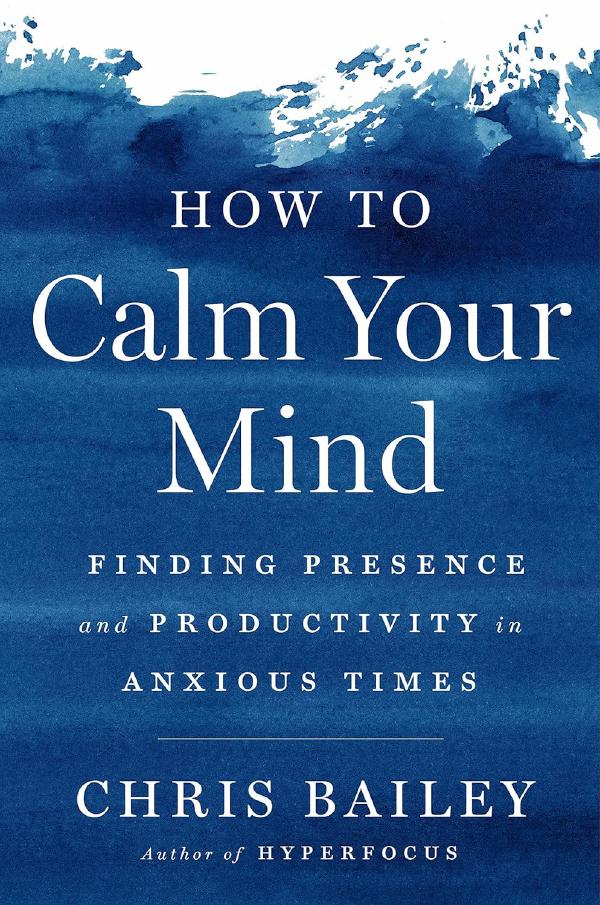 HOW TO
Calm Your
Mind
FINDING PRESENCE
and PRODUCTIVITY in
ANXIOUS TIMES
CHRIS BAILEY
Author of HYPERFOCUS